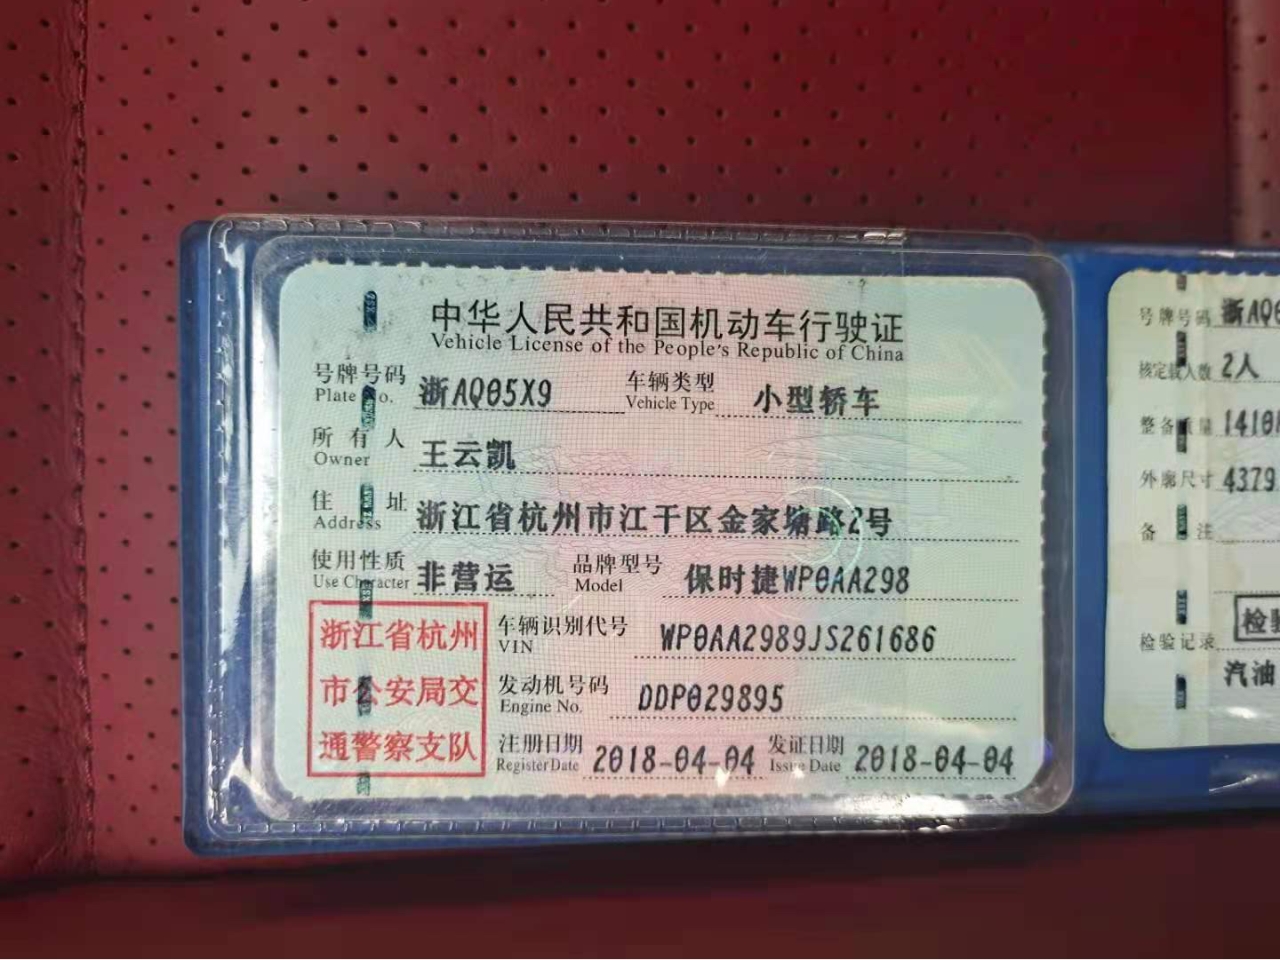 中华人民共和国机动车行驶证
Vehicle License of the People's Republic of China
号牌号码 浙AQ05X9 车辆类型 小型轿车
Plate No. Vehicle Type
所有人 王云凯
Owner
住址 浙江省杭州市江干区金家塘路2号
Address
使用性质 非营运 品牌型号 保时捷WP0AA298
Use Character Model
浙江省杭州
市公安局交
通警察支队
车辆识别代号 WP0AA2989JS261686
VIN
发动机号码 DDP029895
Engine No.
注册日期 2018-04-04 发证日期 2018-04-04
Register Date Issue Date
号牌号码 浙AQ0
核定载人数 2人
整备质量 1410
外廓尺寸 4379
备注
检验记录
汽油